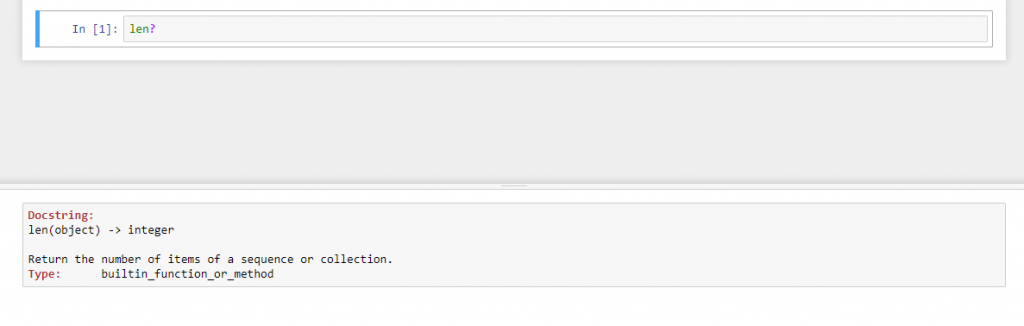 In [1]: len?
Docstring:
len(object) -> integer
Return the number of items of a sequence or collection.
Type:      builtin_function_or_method